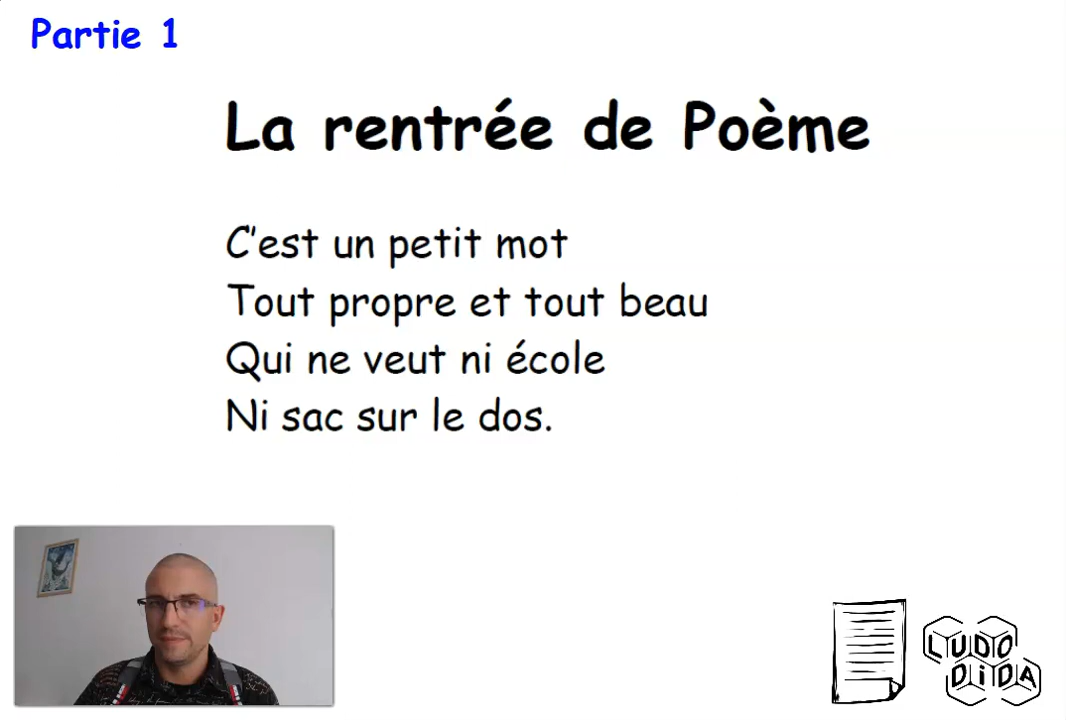 Partie 1
La rentrée de Poème
C'est un petit mot
Tout propre et tout beau
Qui ne veut ni école
Ni sac sur le dos.
LUDO
DiDA